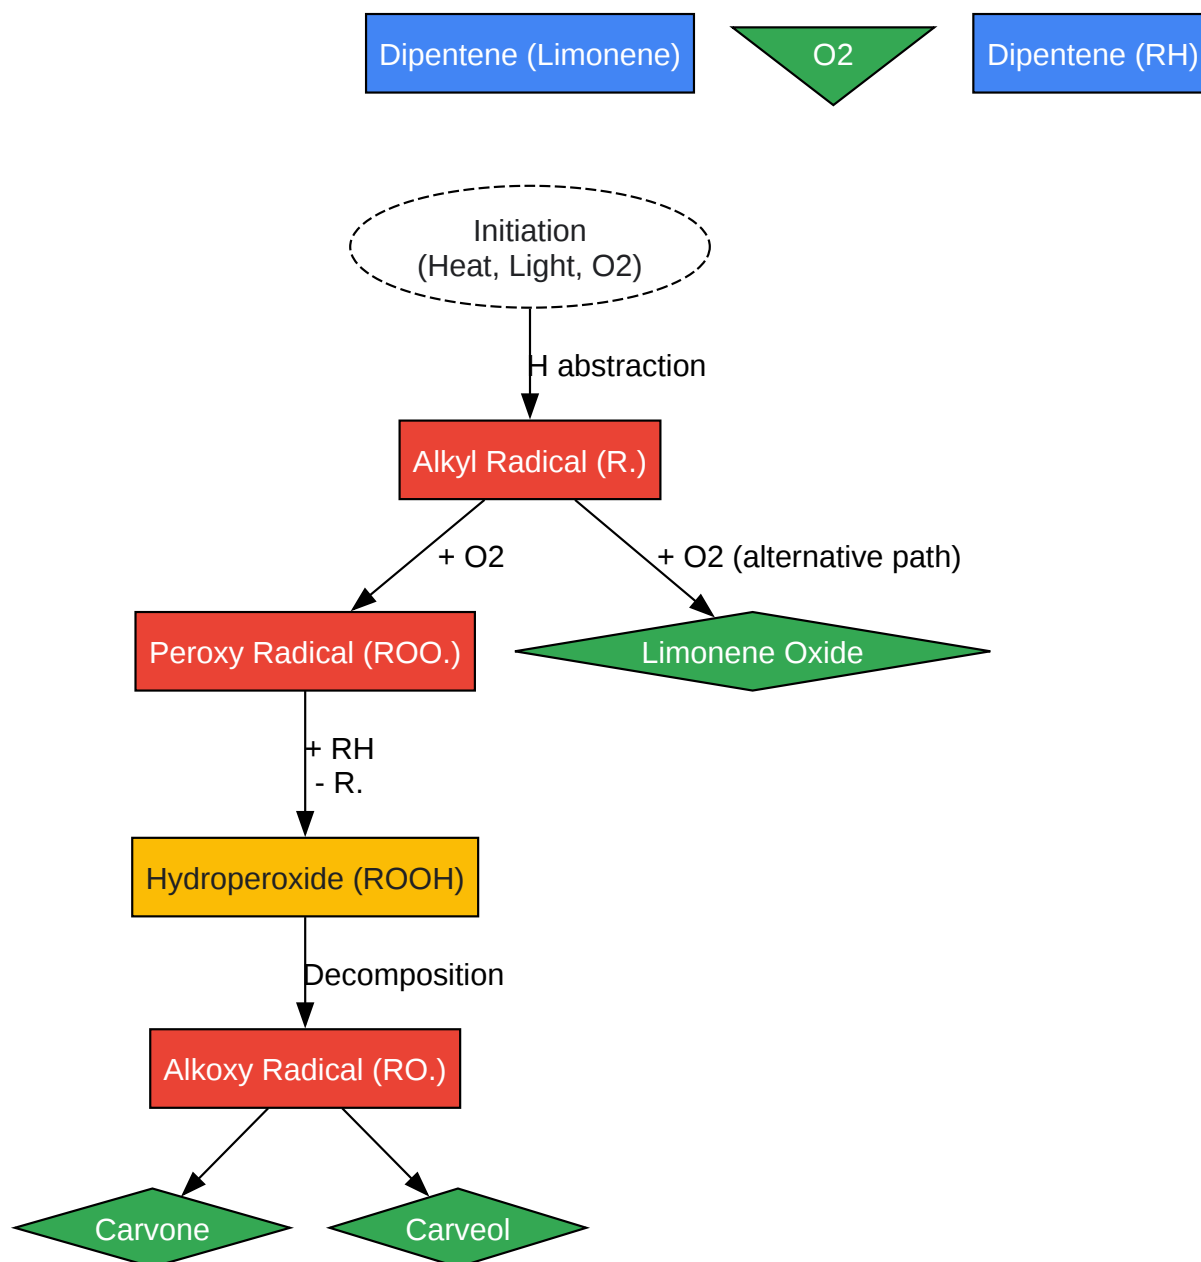 Dipentene (Limonene)
O2
Dipentene (RH)
Initiation
(Heat, Light, O2)
H abstraction
Alkyl Radical (R.)
+ O2
+ O2 (alternative path)
Peroxy Radical (ROO.)
Limonene Oxide
+ RH
- R.
Hydroperoxide (ROOH)
Decomposition
Alkoxy Radical (RO.)
Carvone
Carveol